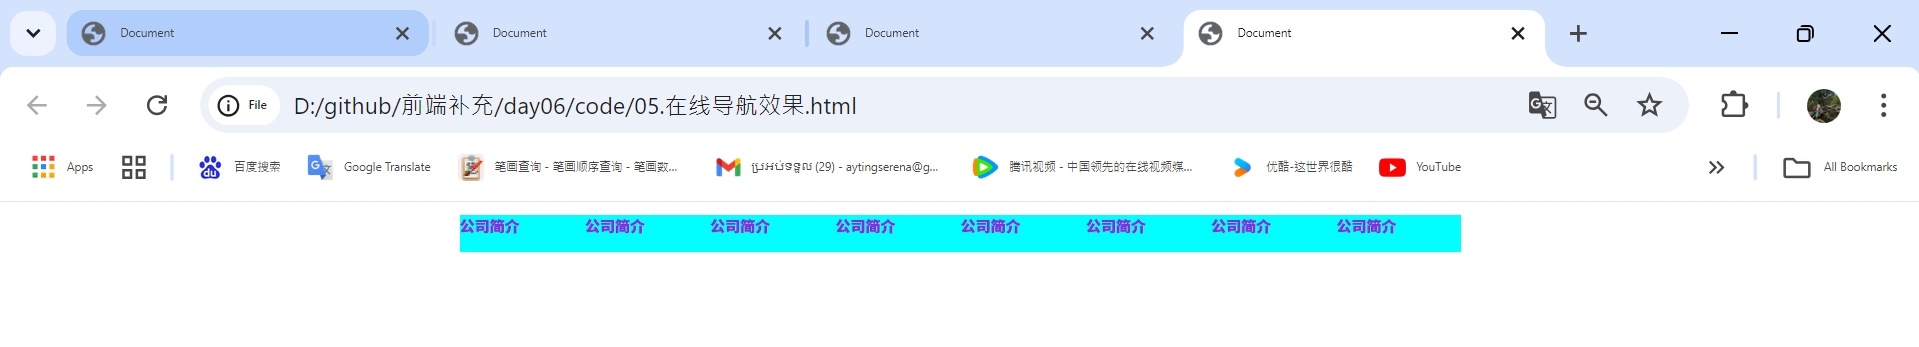 Document
Document
Document
Document
File
D:/github/前端补充/day06/code/05.在线导航效果.html
Apps
百度搜索
Google Translate
笔画查询 - 笔画顺序查询 - 笔画数...
ប្រអប់ទទួល (29) - aytingserena@g...
腾讯视频 - 中国领先的在线视频媒...
优酷-这世界很酷
YouTube
All Bookmarks
公司简介 公司简介 公司简介 公司简介 公司简介 公司简介 公司简介 公司简介